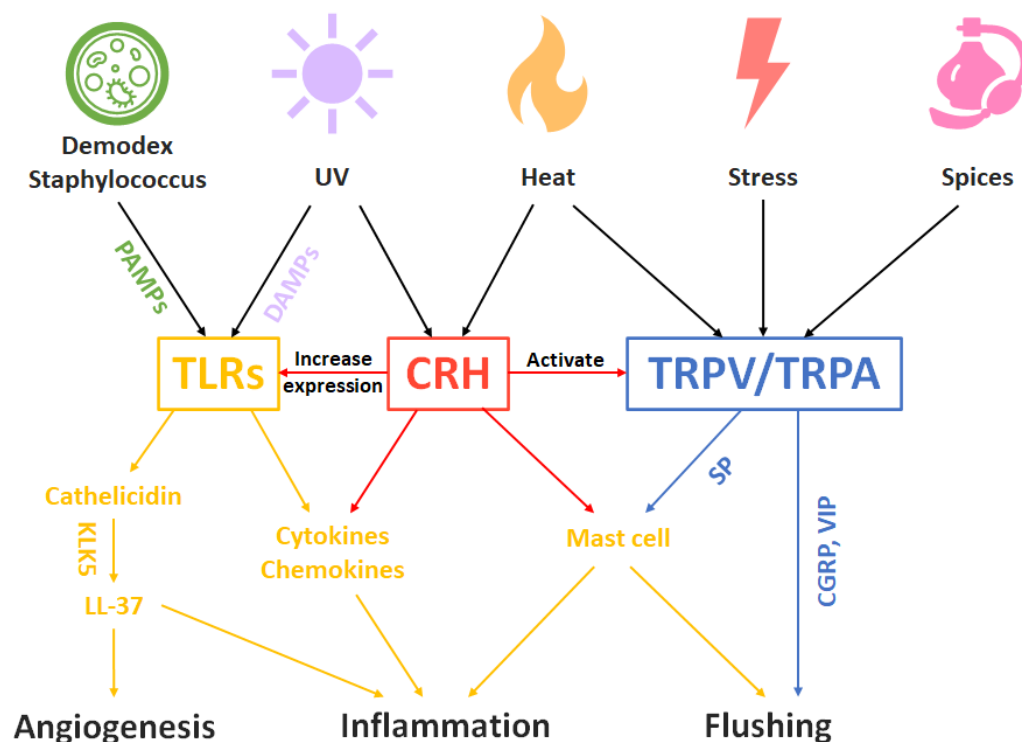 Demodex
Staphylococcus
UV
Heat
Stress
Spices
PAMPs
DAMPs
TLRs
Increase
expression
CRH
Activate
TRPV/TRPA
SP
CGRP, VIP
Cathelicidin
KLK5
LL-37
Cytokines
Chemokines
Mast cell
Angiogenesis
Inflammation
Flushing